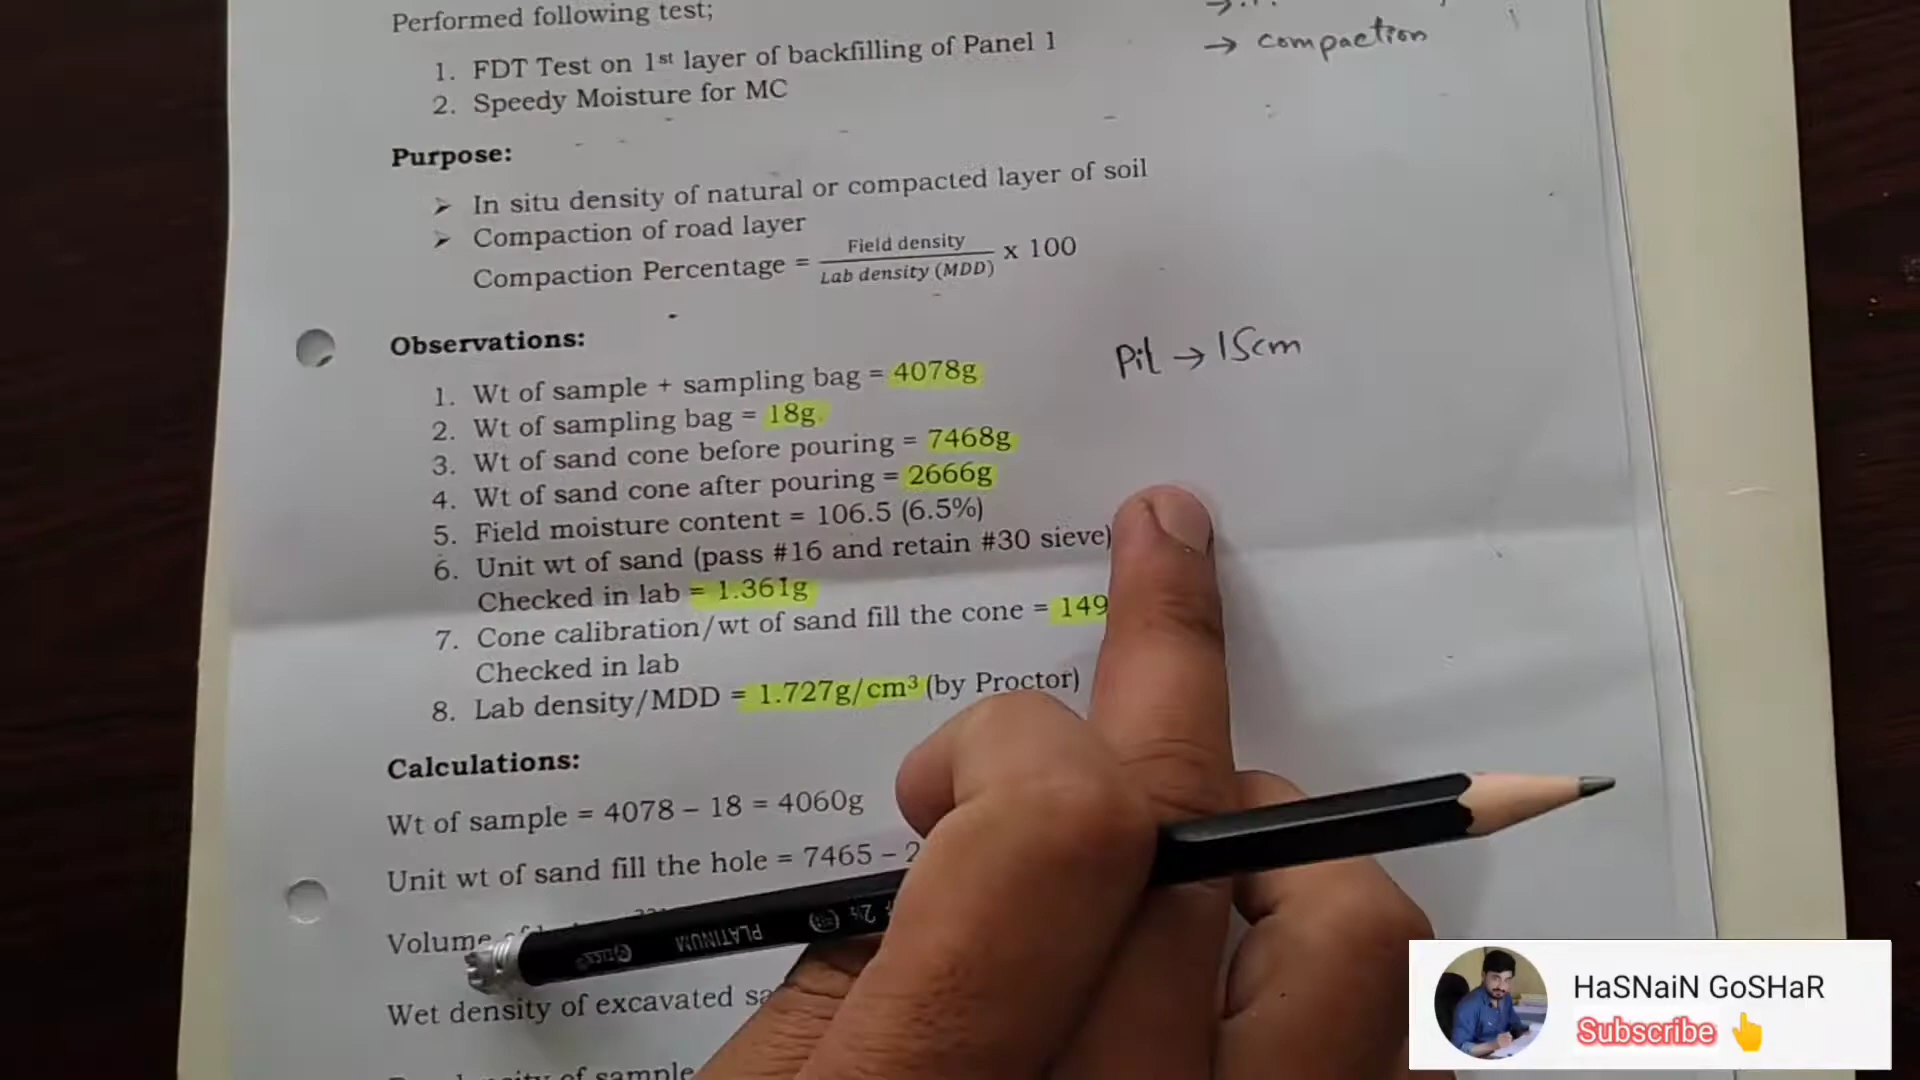 Performed following test;
→ compaction
1. FDT Test on 1st layer of backfilling of Panel 1
2. Speedy Moisture for MC
Purpose:
➢ In situ density of natural or compacted layer of soil
➢ Compaction of road layer
Compaction Percentage = Field density / Lab density (MDD) x 100
Observations:
Pit → 15cm
1. Wt of sample + sampling bag = 4078g
2. Wt of sampling bag = 18g
3. Wt of sand cone before pouring = 7468g
4. Wt of sand cone after pouring = 2666g
5. Field moisture content = 106.5 (6.5%)
6. Unit wt of sand (pass #16 and retain #30 sieve)
Checked in lab = 1.361g
7. Cone calibration/wt of sand fill the cone = 149
Checked in lab
8. Lab density/MDD = 1.727g/cm³ (by Proctor)
Calculations:
Wt of sample = 4078 – 18 = 4060g
Unit wt of sand fill the hole = 7465 – 2
Volume
PLATINUM 2½
Wet density of excavated
of sample
HaSNaiN GoSHaR
Subscribe 👆